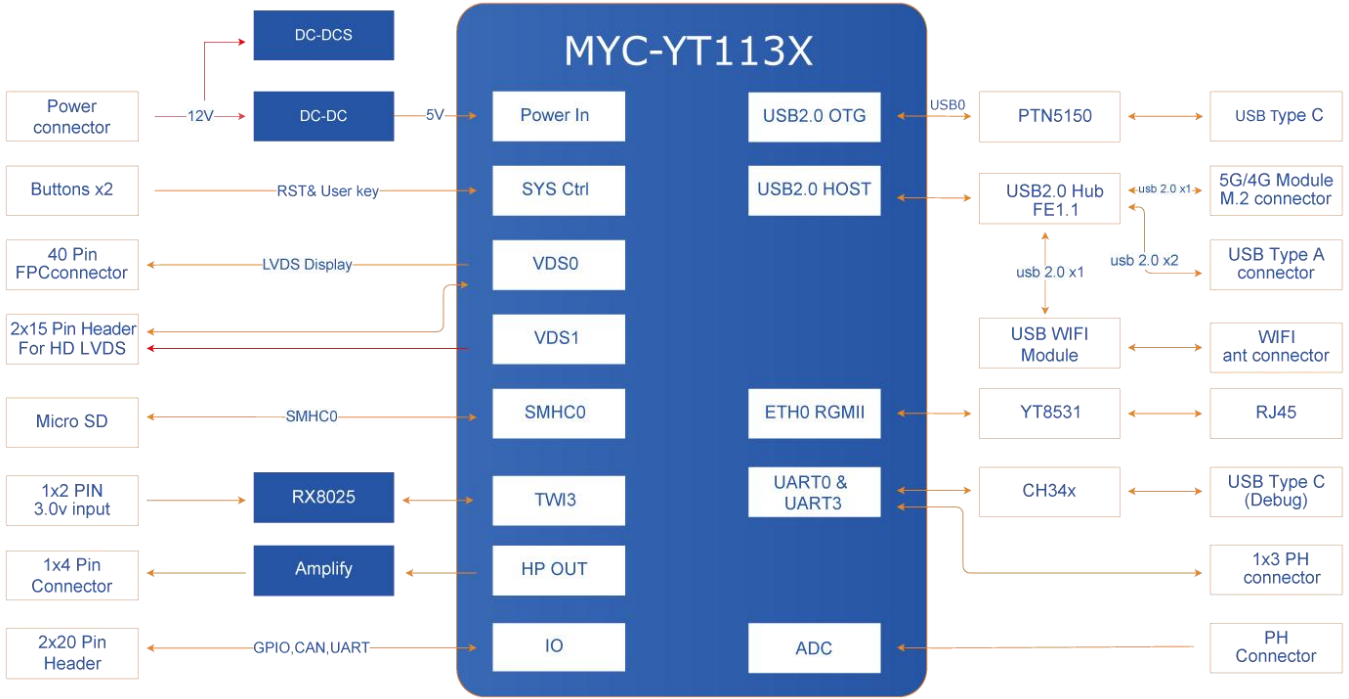 MYC-YT113X
DC-DCS
Power
connector
12V
DC-DC
5V
Power In
USB2.0 OTG
USB0
PTN5150
USB Type C
Buttons x2
RST& User key
SYS Ctrl
USB2.0 HOST
USB2.0 Hub
FE1.1
usb 2.0 x1
5G/4G Module
M.2 connector
40 Pin
FPCconnector
LVDS Display
VDS0
usb 2.0 x1
usb 2.0 x2
USB Type A
connector
2x15 Pin Header
For HD LVDS
VDS1
USB WIFI
Module
WIFI
ant connector
Micro SD
SMHC0
SMHC0
ETH0 RGMII
YT8531
RJ45
1x2 PIN
3.0v input
RX8025
TWI3
UART0 &
UART3
CH34x
USB Type C
(Debug)
1x4 Pin
Connector
Amplify
HP OUT
1x3 PH
connector
2x20 Pin
Header
GPIO,CAN,UART
IO
ADC
PH
Connector